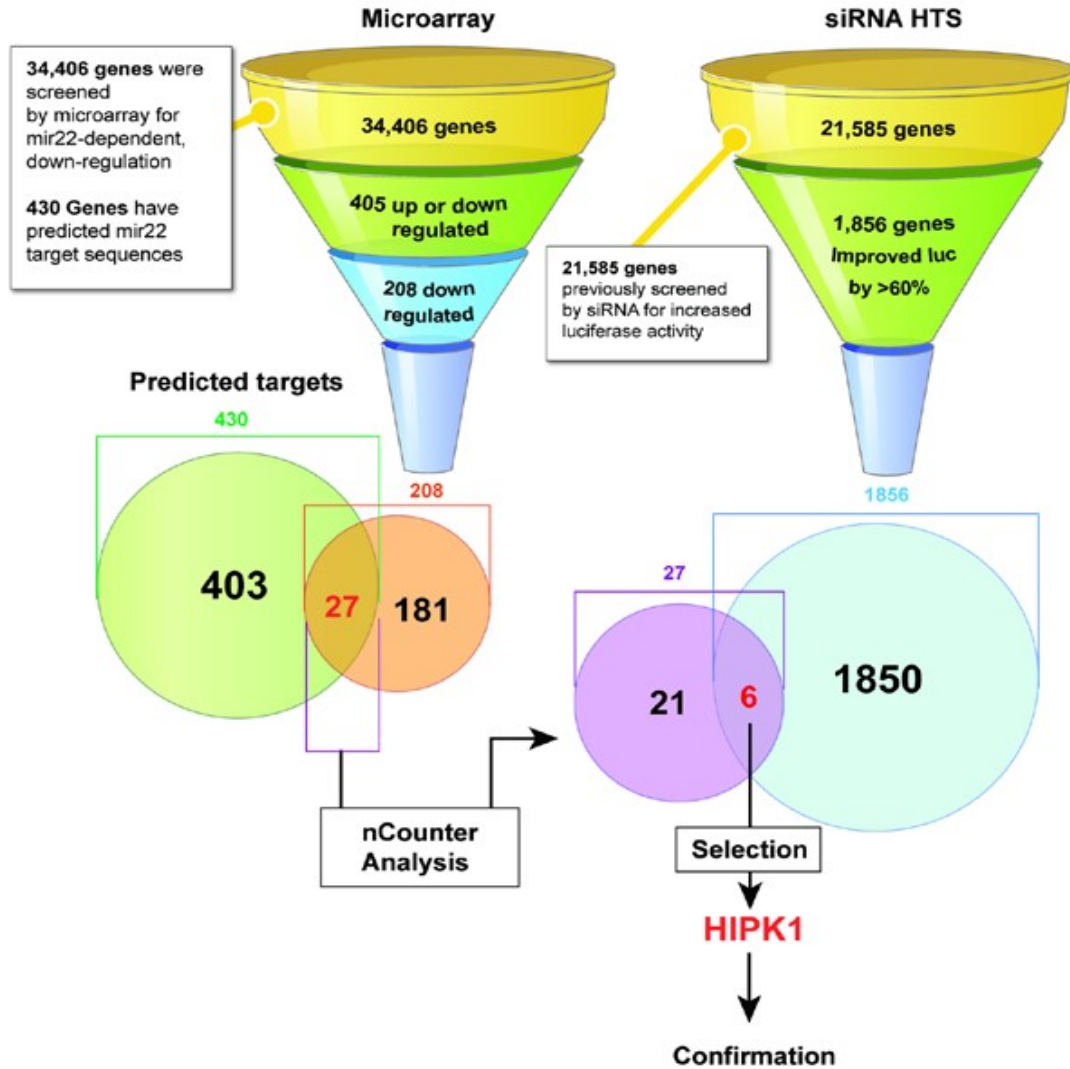 Microarray
siRNA HTS
34,406 genes were
screened
by microarray for
mir22-dependent,
down-regulation
430 Genes have
predicted mir22
target sequences
34,406 genes
405 up or down
regulated
208 down
regulated
21,585 genes
1,856 genes
Improved luc
by >60%
21,585 genes
previously screened
by siRNA for increased
luciferase activity
Predicted targets
430
208
403
27
181
1856
27
21
6
1850
nCounter
Analysis
Selection
HIPK1
Confirmation